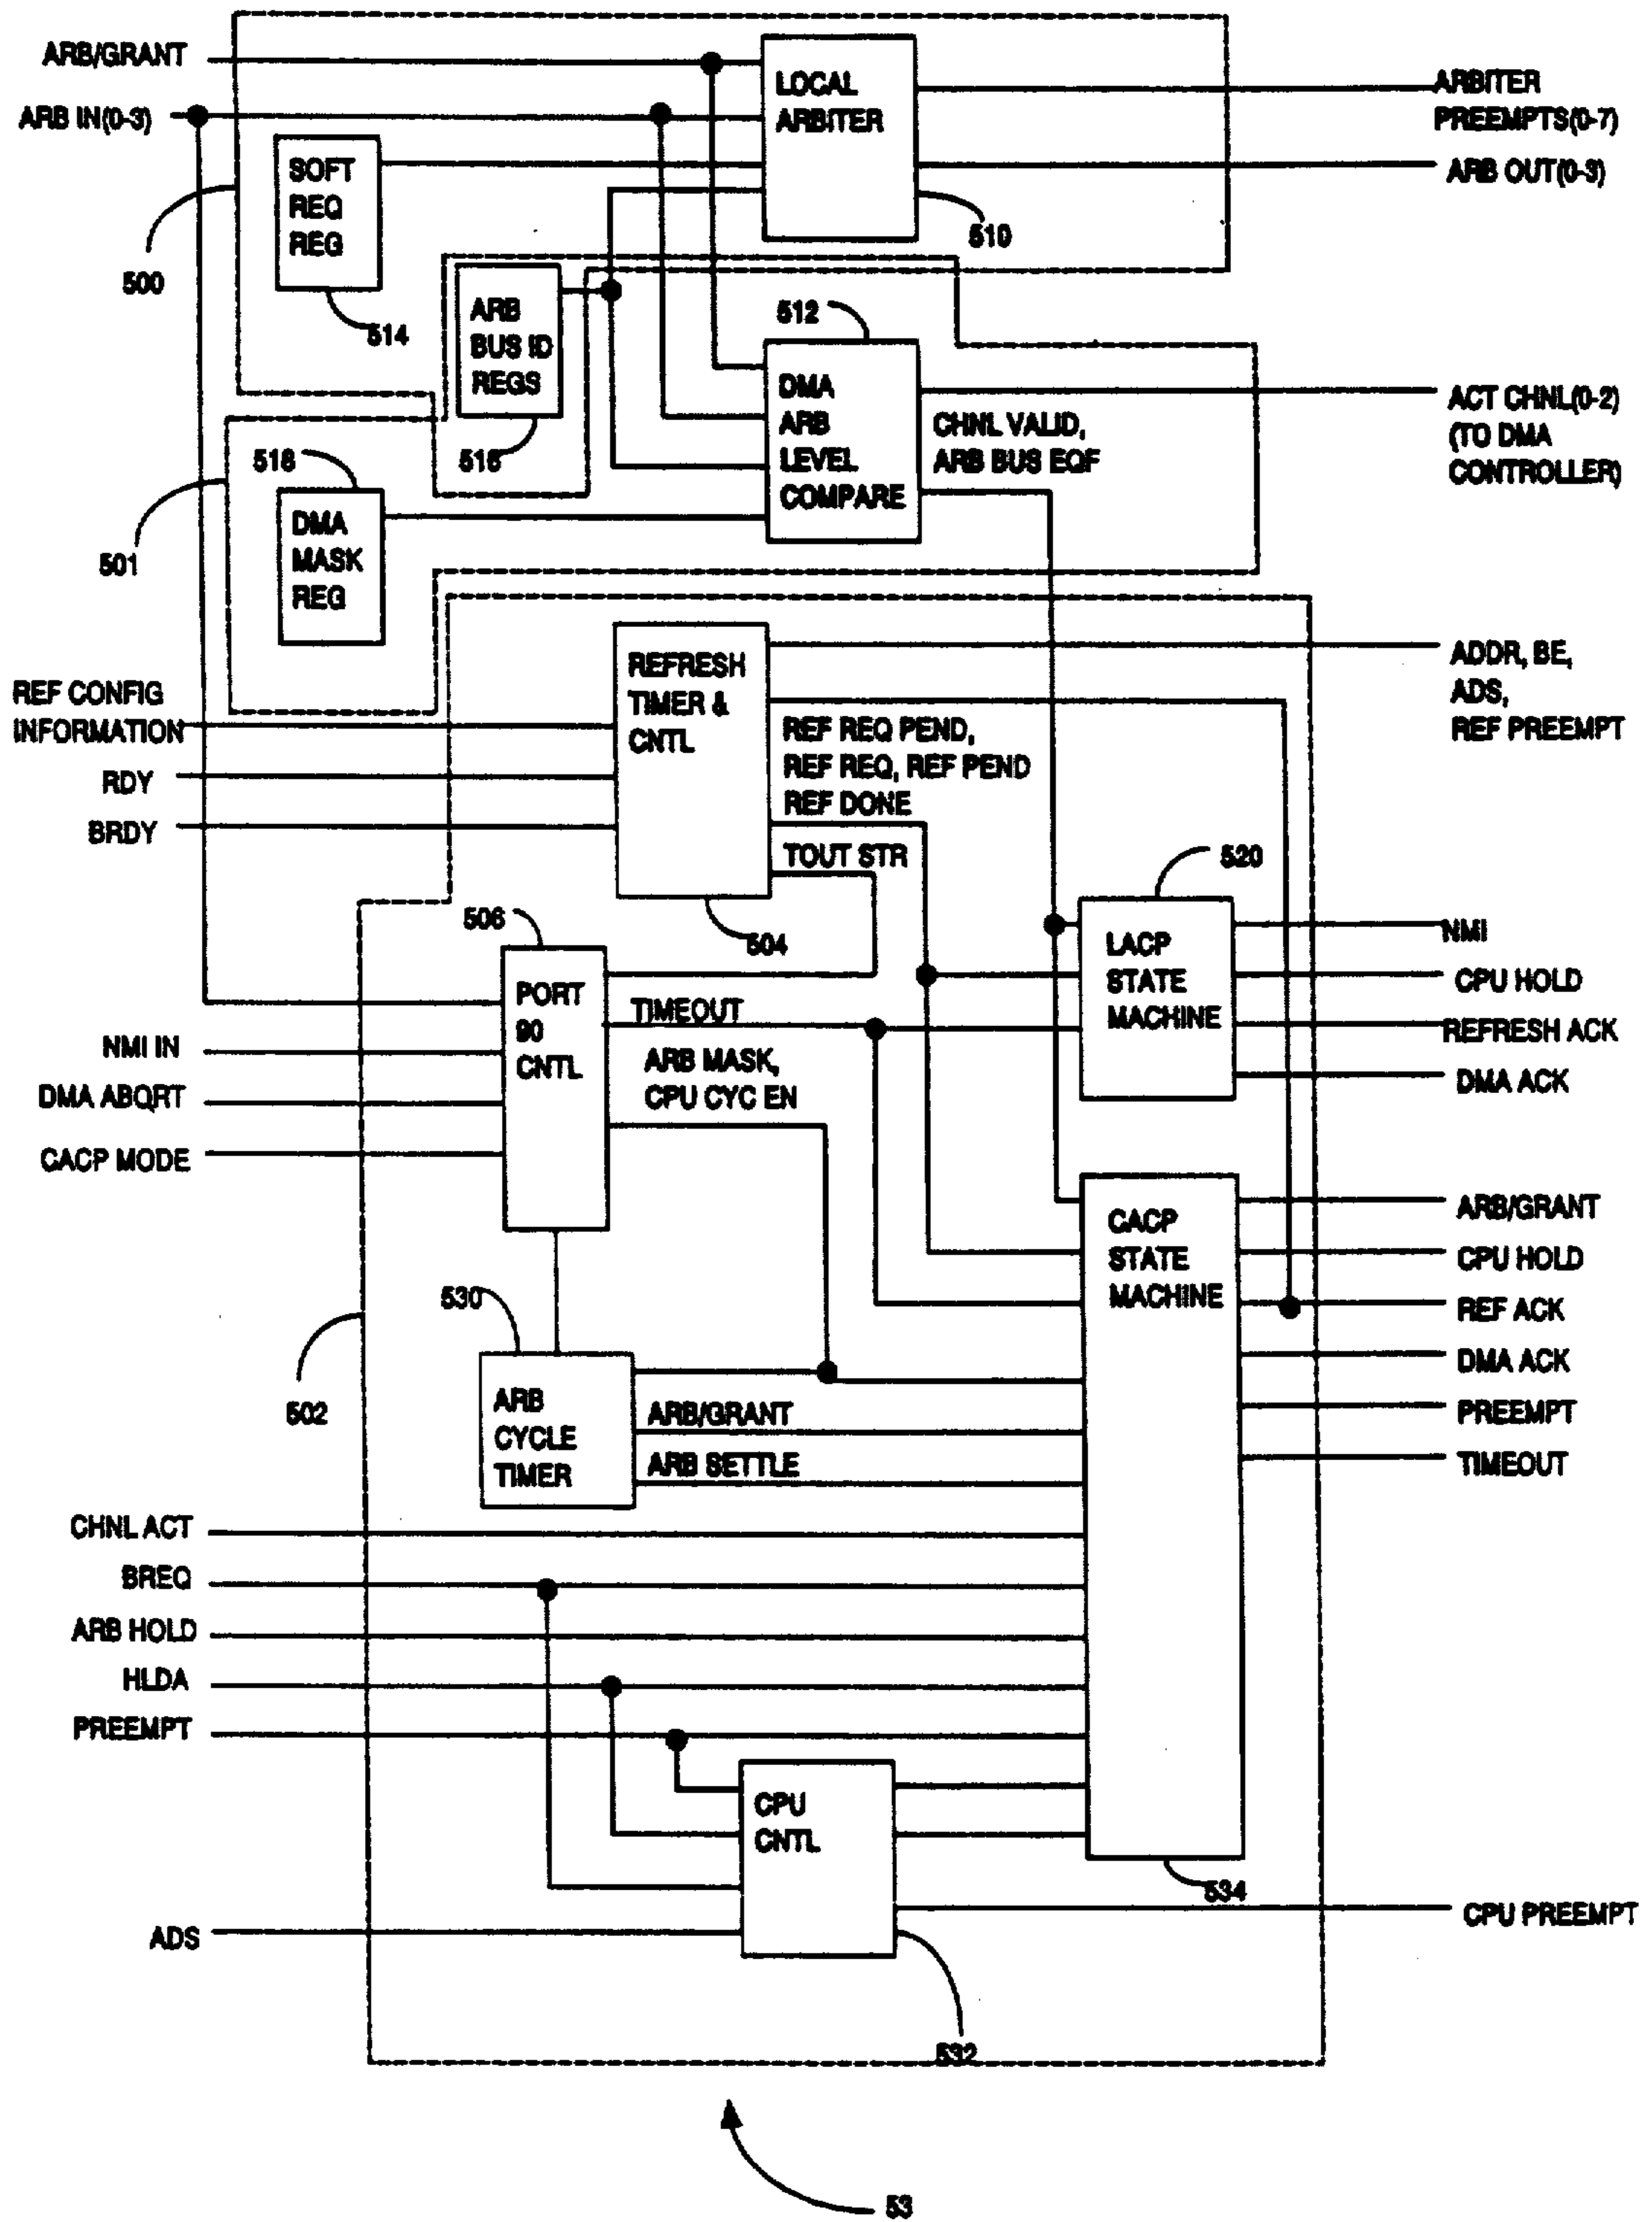 ARB/GRANT
ARB IN(0-3)
LOCAL
ARBITER
ARBITER
PREEMPTS(0-7)
ARB OUT(0-3)
SOFT
REQ
REG
510
500
514
ARB
BUS ID
REGS
516
512
DMA
ARB
LEVEL
COMPARE
CHNL VALID,
ARB BUS EQF
ACT CHNL(0-2)
(TO DMA
CONTROLLER)
518
DMA
MASK
REG
501
REF CONFIG
INFORMATION
RDY
BRDY
REFRESH
TIMER &
CNTL
REF REQ PEND,
REF REQ, REF PEND
REF DONE
TOUT STR
504
ADDR, BE,
ADS,
REF PREEMPT
506
PORT
90
CNTL
NMI IN
DMA ABQRT
CACP MODE
TIMEOUT
ARB MASK,
CPU CYC EN
520
LACP
STATE
MACHINE
NMI
CPU HOLD
REFRESH ACK
DMA ACK
CACP
STATE
MACHINE
ARB/GRANT
CPU HOLD
REF ACK
DMA ACK
PREEMPT
TIMEOUT
530
ARB
CYCLE
TIMER
ARB/GRANT
ARB SETTLE
502
CHNL ACT
BREQ
ARB HOLD
HLDA
PREEMPT
CPU
CNTL
ADS
534
CPU PREEMPT
532
53